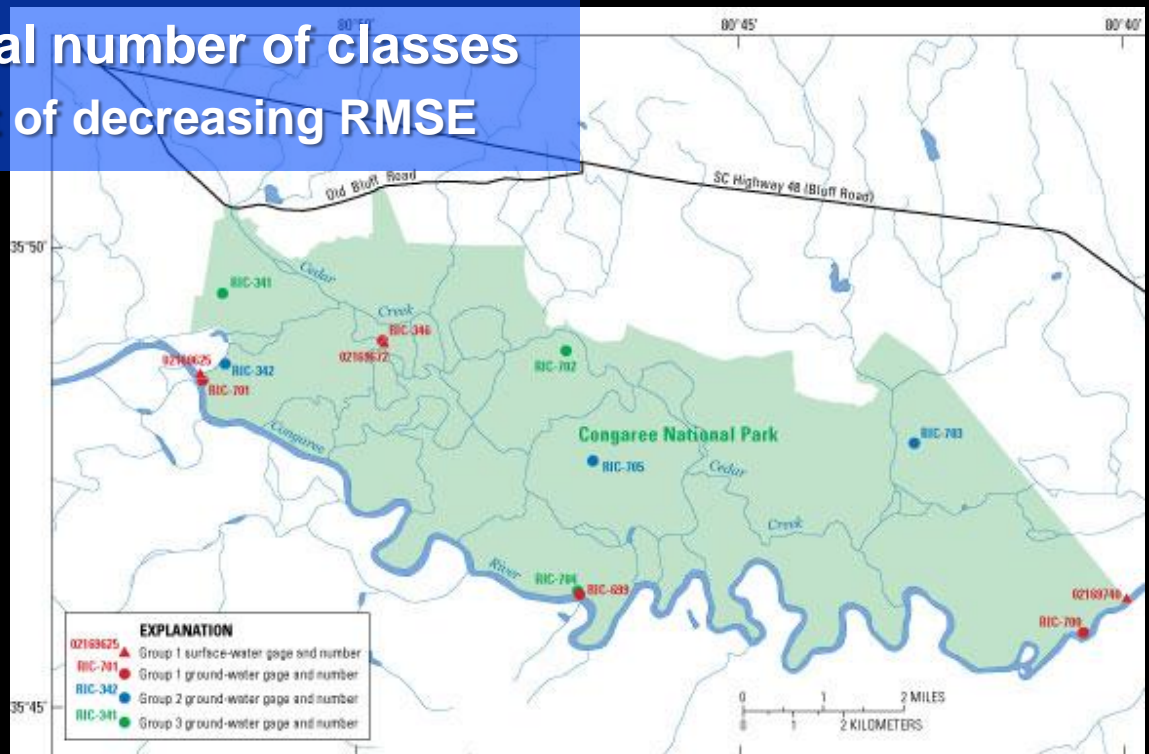 al number of classes
of decreasing RMSE
80°50'
80°45'
80°40'
Old Bluff Road
SC Highway 48 (Bluff Road)
35°50'
RIC-341
Cedar
Creek
RIC-346
02169672
02169625
RIC-342
RIC-701
RIC-702
Congaree National Park
RIC-703
Congaree
RIC-705
Cedar
Creek
River
RIC-704
RIC-699
02169740
RIC-700
EXPLANATION
02169625 Group 1 surface-water gage and number
RIC-701 Group 1 ground-water gage and number
RIC-342 Group 2 ground-water gage and number
RIC-341 Group 3 ground-water gage and number
0 1 2 MILES
0 1 2 KILOMETERS
35°45'